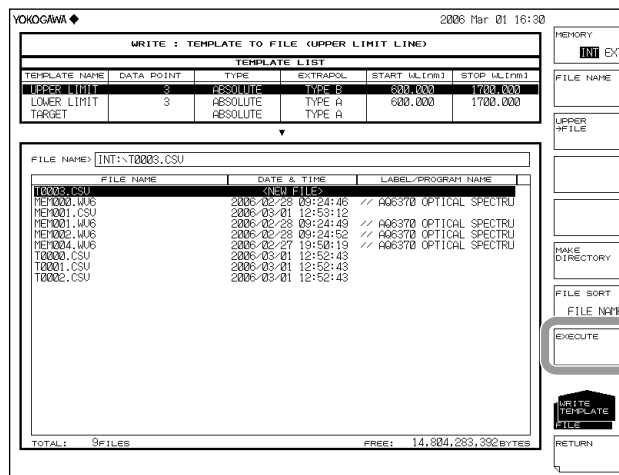 YOKOGAWA ◆ 2006 Mar 01 16:30
WRITE : TEMPLATE TO FILE (UPPER LIMIT LINE)
TEMPLATE LIST
TEMPLATE NAME DATA POINT TYPE EXTRAPOL START WL[nm] STOP WL[nm]
UPPER LIMIT 3 ABSOLUTE TYPE B 600.000 1700.000
LOWER LIMIT 3 ABSOLUTE TYPE A 600.000 1700.000
TARGET ABSOLUTE TYPE A
▼
FILE NAME> INT:\T0003.CSV
FILE NAME DATE & TIME LABEL/PROGRAM NAME
T0003.CSV <NEW FILE>
MEM000.WV6 2006/02/28 09:24:46 // AQ6370 OPTICAL SPECTRU
MEM001.CSV 2006/03/01 12:53:12
MEM001.WV6 2006/02/28 09:24:49 // AQ6370 OPTICAL SPECTRU
MEM002.WV6 2006/02/28 09:24:52 // AQ6370 OPTICAL SPECTRU
MEM004.WV6 2006/02/27 19:50:19 // AQ6370 OPTICAL SPECTRU
T0000.CSV 2006/03/01 12:52:43
T0001.CSV 2006/03/01 12:52:43
T0002.CSV 2006/03/01 12:52:43
TOTAL: 9FILES FREE: 14,804,283,392BYTES
MEMORY
INT EX
FILE NAME
UPPER
→FILE
MAKE
DIRECTORY
FILE SORT
FILE NAME
EXECUTE
WRITE
TEMPLATE
FILE
RETURN